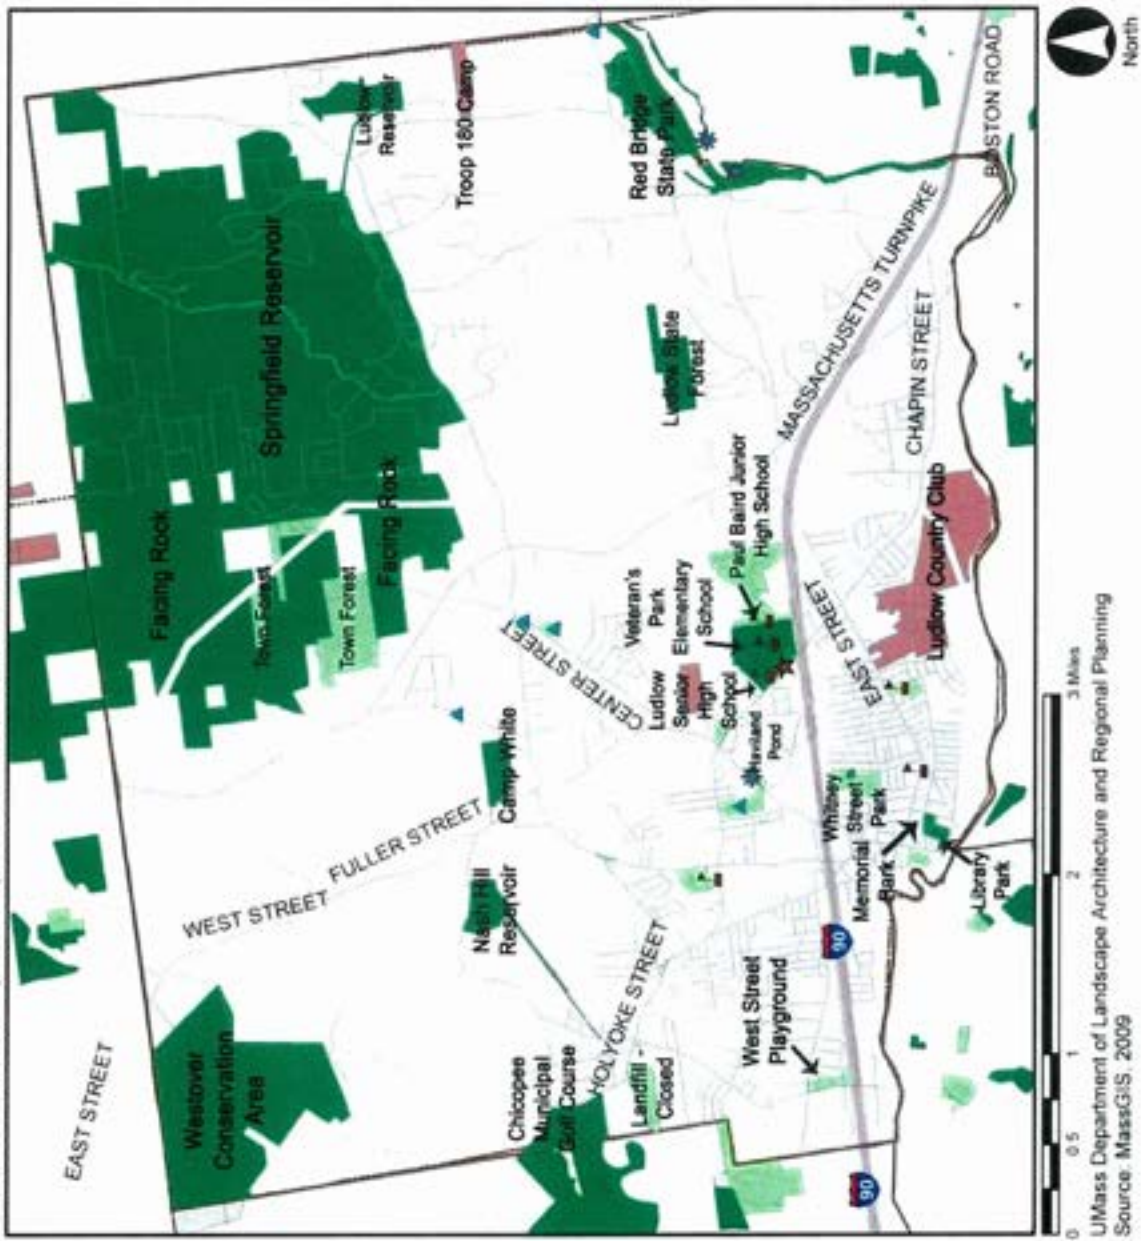 EAST STREET
Westover
Conservation
Area
WEST STREET
FULLER STREET
Facing Rock
Town Forest
Town Forest
Facing Rock
Springfield Reservoir
Ludlow
Reservoir
Troop 180 Camp
Chicopee
Municipal
Golf Course
HOLYOKE STREET
Landfill -
Closed
Nash Hill
Reservoir
Camp White
CENTER STREET
Veteran's
Park
Elementary
School
Ludlow
Senior
High
School
Paul Baird Junior
High School
Haviland
Pond
Ludlow State
Forest
Red Bridge
State Park
MASSACHUSETTS TURNPIKE
BOSTON ROAD
CHAPIN STREET
EAST STREET
Ludlow Country Club
Whitney
Street
Park
Memorial
Park
Library
Park
West Street
Playground
90
90
0 0.5 1 2 3 Miles
North
UMass Department of Landscape Architecture and Regional Planning
Source: MassGIS. 2009